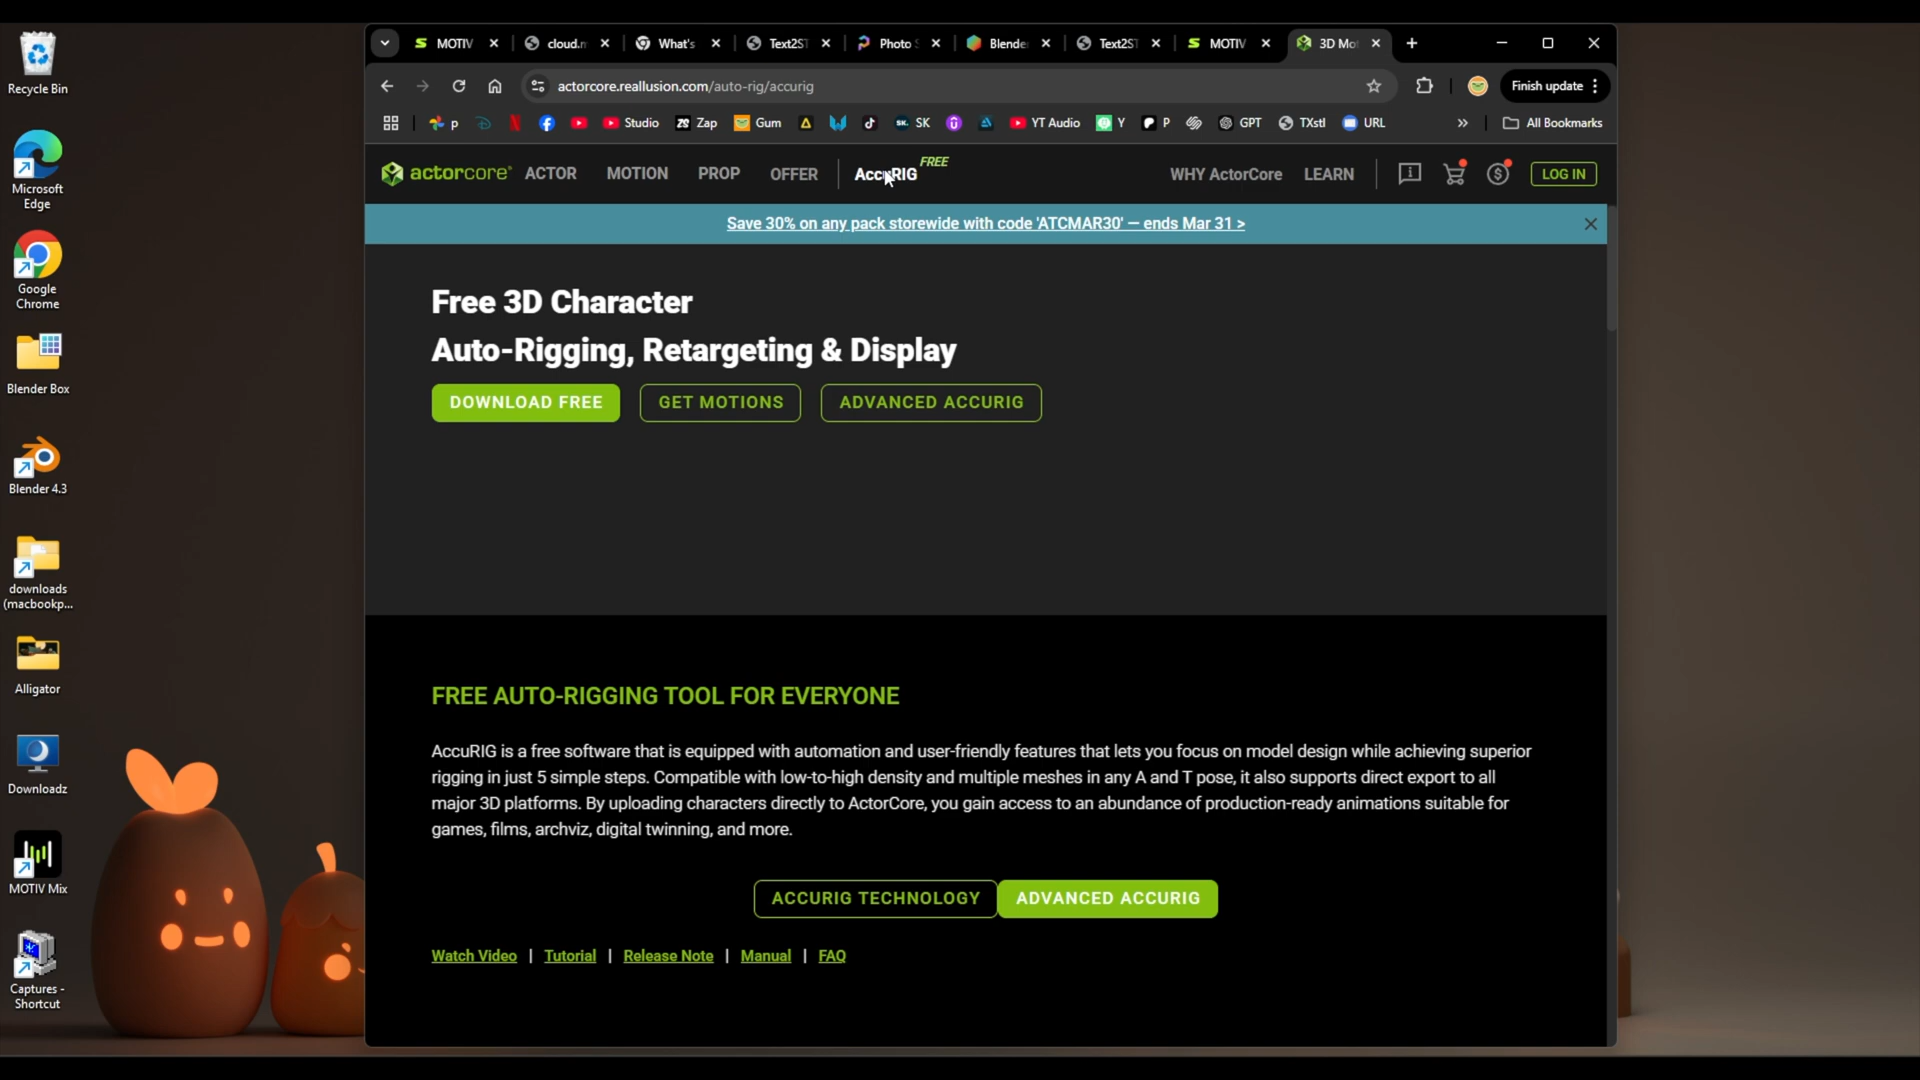 Recycle Bin
Microsoft
Edge
Google
Chrome
Blender Box
Blender 4.3
downloads
(macbookp...
Alligator
Downloadz
MOTIV Mix
Captures -
Shortcut
MOTIV
cloud.
What's
Text2ST
Photo S
Blende
Text2ST
MOTIV
3D Mo
actorcore.reallusion.com/auto-rig/accurig
Finish update
p
Studio
Zap
Gum
SK
YT Audio
Y
P
GPT
TXstl
URL
All Bookmarks
actorcore ACTOR MOTION PROP OFFER AccuRIG FREE WHY ActorCore LEARN LOG IN
Save 30% on any pack storewide with code 'ATCMAR30' — ends Mar 31 >
Free 3D Character
Auto-Rigging, Retargeting & Display
DOWNLOAD FREE GET MOTIONS ADVANCED ACCURIG
FREE AUTO-RIGGING TOOL FOR EVERYONE
AccuRIG is a free software that is equipped with automation and user-friendly features that lets you focus on model design while achieving superior
rigging in just 5 simple steps. Compatible with low-to-high density and multiple meshes in any A and T pose, it also supports direct export to all
major 3D platforms. By uploading characters directly to ActorCore, you gain access to an abundance of production-ready animations suitable for
games, films, archviz, digital twinning, and more.
ACCURIG TECHNOLOGY ADVANCED ACCURIG
Watch Video | Tutorial | Release Note | Manual | FAQ